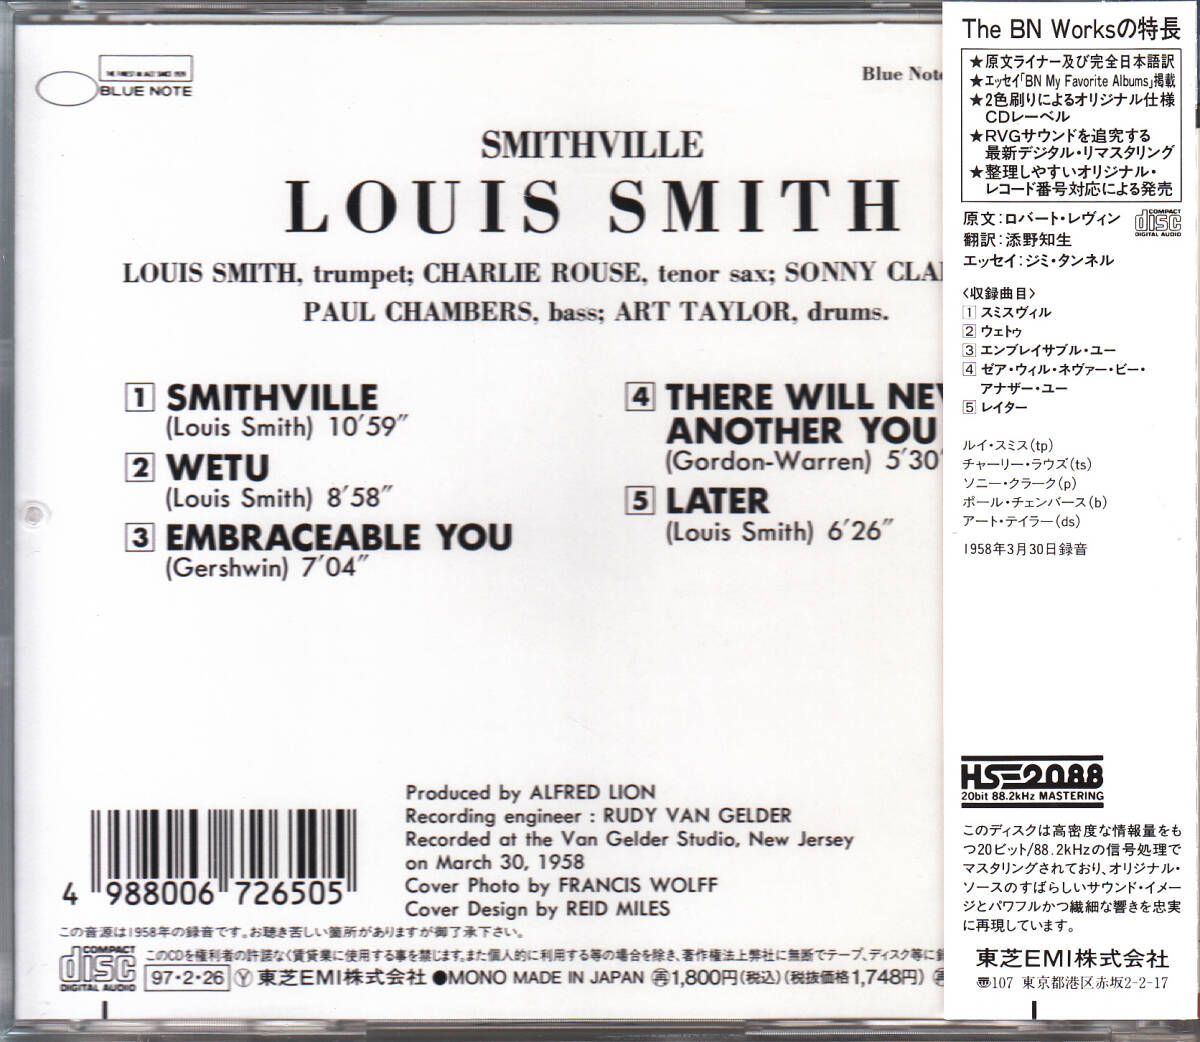 THE FINEST IN JAZZ SINCE 1939
BLUE NOTE
Blue Note
SMITHVILLE
LOUIS SMITH
LOUIS SMITH, trumpet; CHARLIE ROUSE, tenor sax; SONNY CLA
PAUL CHAMBERS, bass; ART TAYLOR, drums.
1 SMITHVILLE
(Louis Smith) 10′59″
2 WETU
(Louis Smith) 8′58″
3 EMBRACEABLE YOU
(Gershwin) 7′04″
4 THERE WILL NEV
ANOTHER YOU
(Gordon-Warren) 5′30″
5 LATER
(Louis Smith) 6′26″
Produced by ALFRED LION
Recording engineer : RUDY VAN GELDER
Recorded at the Van Gelder Studio, New Jersey
on March 30, 1958
Cover Photo by FRANCIS WOLFF
Cover Design by REID MILES
4 988006 726505
この音源は1958年の録音です。お聴き苦しい箇所がありますが御了承下さい。
COMPACT disc DIGITAL AUDIO
このCDを権利者の許諾なく賃貸業に使用する事を禁じます。また個人的に利用する等の場合を除き、著作権法上弊社に無断でテープ、ディスク等に録
97・2・26 Ⓨ 東芝EMI株式会社 ●MONO MADE IN JAPAN 再1,800円(税込)(税抜価格1,748円) 再
The BN Worksの特長
★原文ライナー及び完全日本語訳
★エッセイ「BN My Favorite Albums」掲載
★2色刷りによるオリジナル仕様
CDレーベル
★RVGサウンドを追究する
最新デジタル・リマスタリング
★整理しやすいオリジナル・
レコード番号対応による発売
原文：ロバート・レヴィン
翻訳：添野知生
エッセイ：ジミ・タンネル
COMPACT disc DIGITAL AUDIO
〈収録曲目〉
1 スミスヴィル
2 ウェトゥ
3 エンブレイサブル・ユー
4 ゼア・ウィル・ネヴァー・ビー・
アナザー・ユー
5 レイター
ルイ・スミス(tp)
チャーリー・ラウズ(ts)
ソニー・クラーク(p)
ポール・チェンバース(b)
アート・テイラー(ds)
1958年3月30日録音
HS-2088
20bit 88.2kHz MASTERING
このディスクは高密度な情報量をも
つ20ビット/88.2kHzの信号処理で
マスタリングされており、オリジナル・
ソースのすばらしいサウンド・イメー
ジとパワフルかつ繊細な響きを忠実
に再現しています。
東芝EMI株式会社
〠107 東京都港区赤坂2-2-17